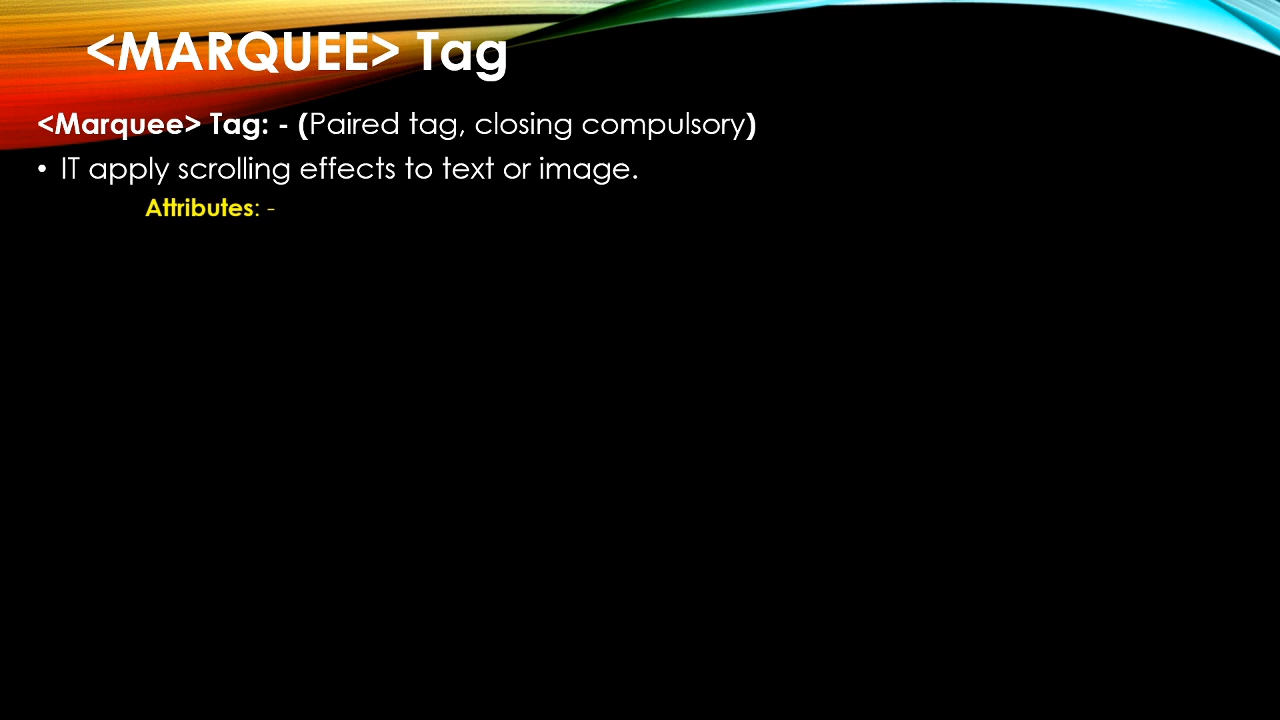 <MARQUEE> Tag
<Marquee> Tag: - (Paired tag, closing compulsory)
• IT apply scrolling effects to text or image.
Attributes: -